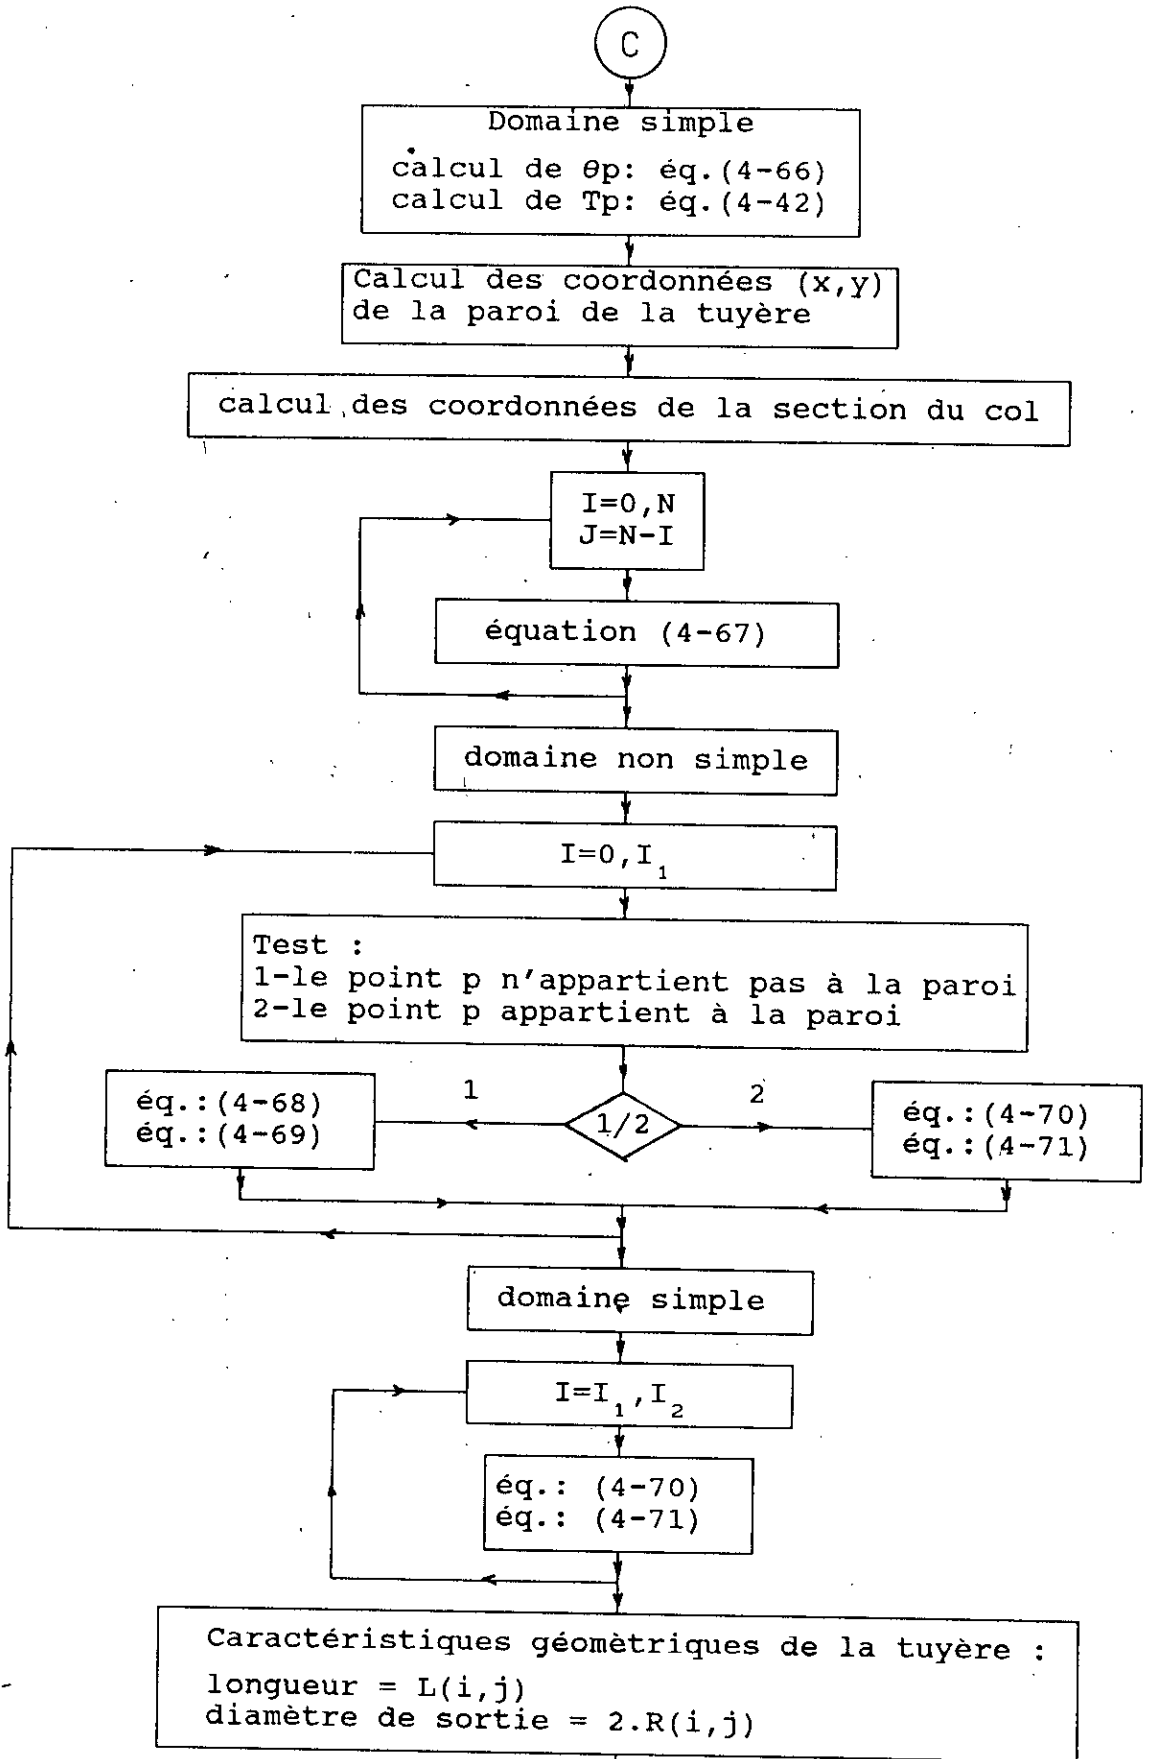 C
Domaine simple
calcul de θp: éq.(4-66)
calcul de Tp: éq.(4-42)
Calcul des coordonnées (x,y)
de la paroi de la tuyère
calcul des coordonnées de la section du col
I=0,N
J=N-I
équation (4-67)
domaine non simple
I=0,I₁
Test :
1-le point p n'appartient pas à la paroi
2-le point p appartient à la paroi
1
1/2
2
éq.:(4-68)
éq.:(4-69)
éq.:(4-70)
éq.:(4-71)
domaine simple
I=I₁,I₂
éq.: (4-70)
éq.: (4-71)
Caractéristiques géomètriques de la tuyère :
longueur = L(i,j)
diamètre de sortie = 2.R(i,j)